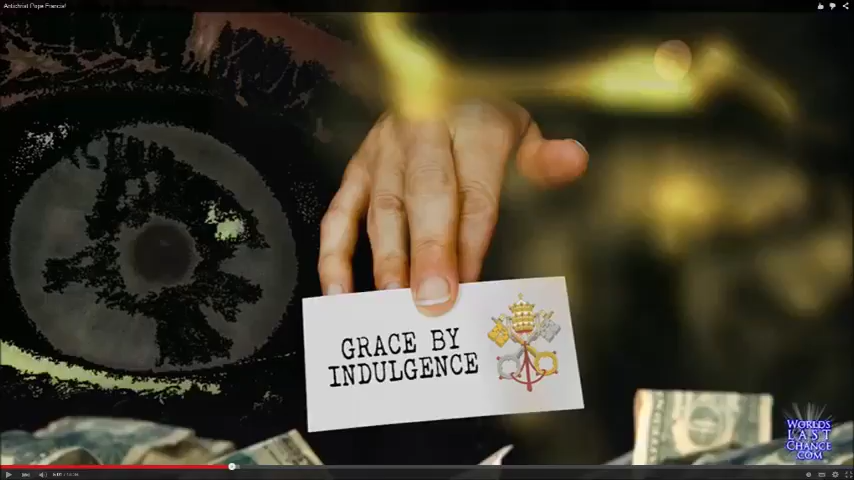 Antichrist Pope Francis!
GRACE BY
INDULGENCE
WORLDS
LAST
CHANCE
.COM